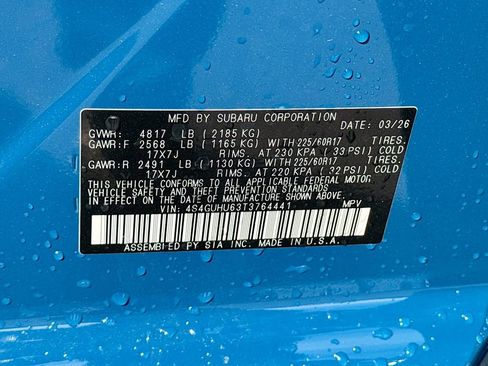 MFD BY SUBARU CORPORATION DATE: 03/26
GVWR: 4817 LB (2185 KG)
GAWR:F 2568 LB (1165 KG) WITH 225/60R17 TIRES.
17X7J RIMS. AT 230 KPA (33 PSI) COLD
GAWR:R 2491 LB (1130 KG) WITH 225/60R17 TIRES.
17X7J RIMS. AT 220 KPA (32 PSI) COLD
THIS VEHICLE CONFORMS TO ALL APPLICABLE FEDERAL MOTOR
VEHICLE SAFETY, BUMPER, AND THEFT PREVENTION STANDARDS
IN EFFECT ON THE DATE OF MANUFACTURE SHOWN ABOVE.
VIN: 4S4GUHU63T3764441 MPV
ASSEMBLED BY SIA INC. MADE IN U.S.A.